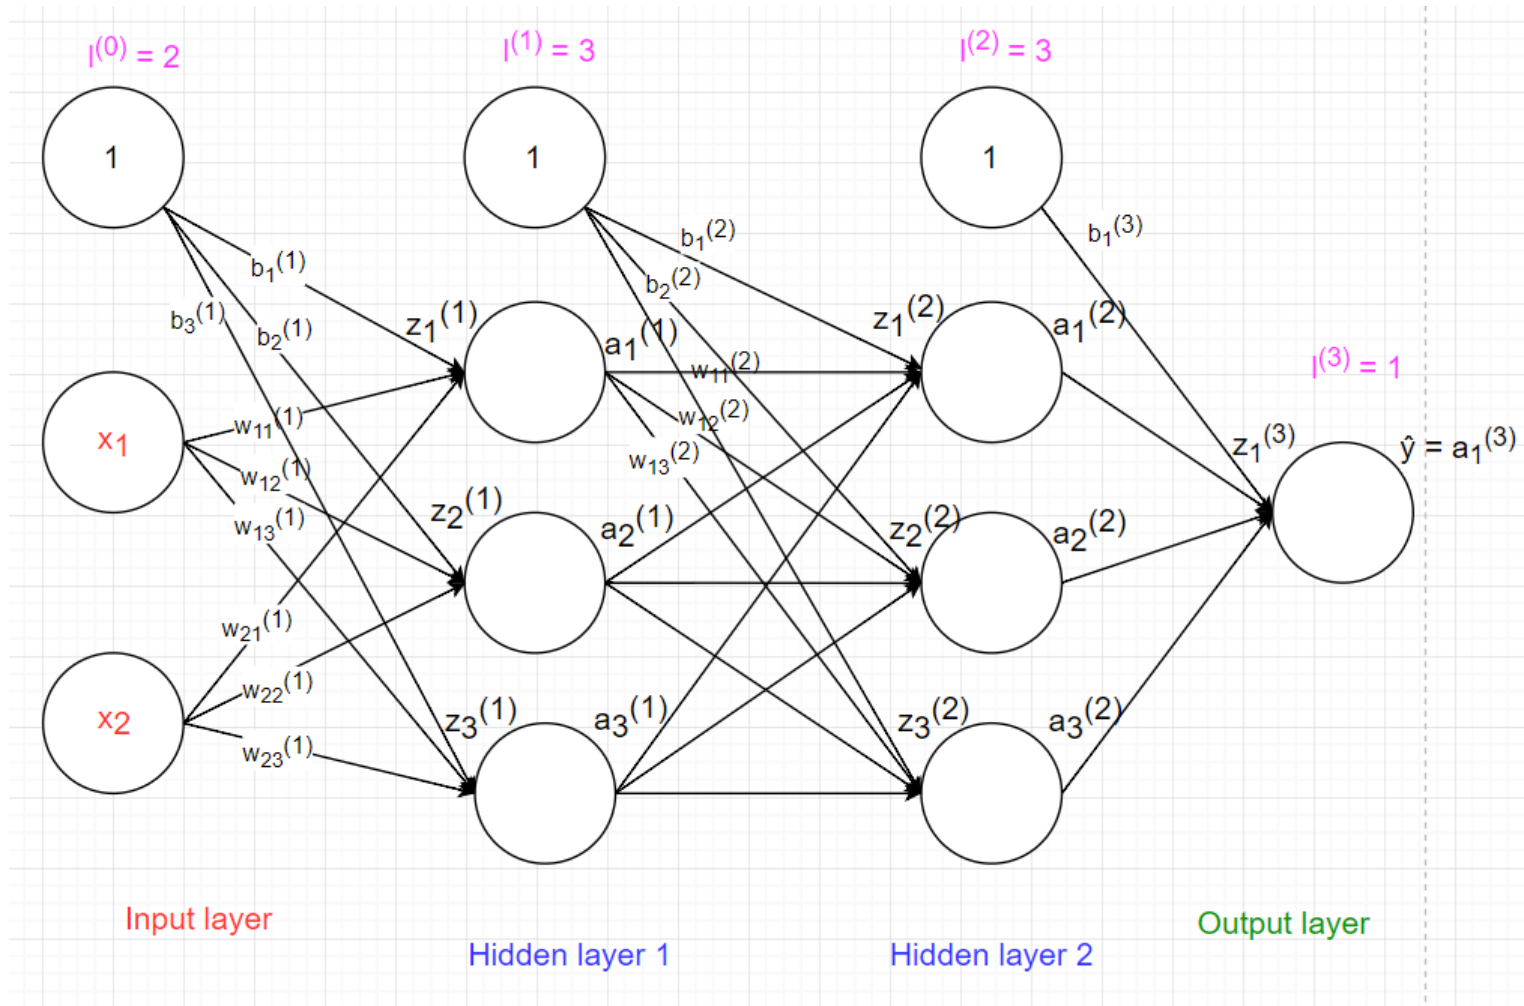 l(0) = 2
l(1) = 3
l(2) = 3
1
1
1
b1(1)
b2(1)
b3(1)
b1(2)
b2(2)
b1(3)
z1(1)
a1(1)
z1(2)
a1(2)
l(3) = 1
x1
w11(1)
w12(1)
w13(1)
w11(2)
w12(2)
w13(2)
z1(3)
ŷ = a1(3)
z2(1)
a2(1)
z2(2)
a2(2)
x2
w21(1)
w22(1)
w23(1)
z3(1)
a3(1)
z3(2)
a3(2)
Input layer
Hidden layer 1
Hidden layer 2
Output layer